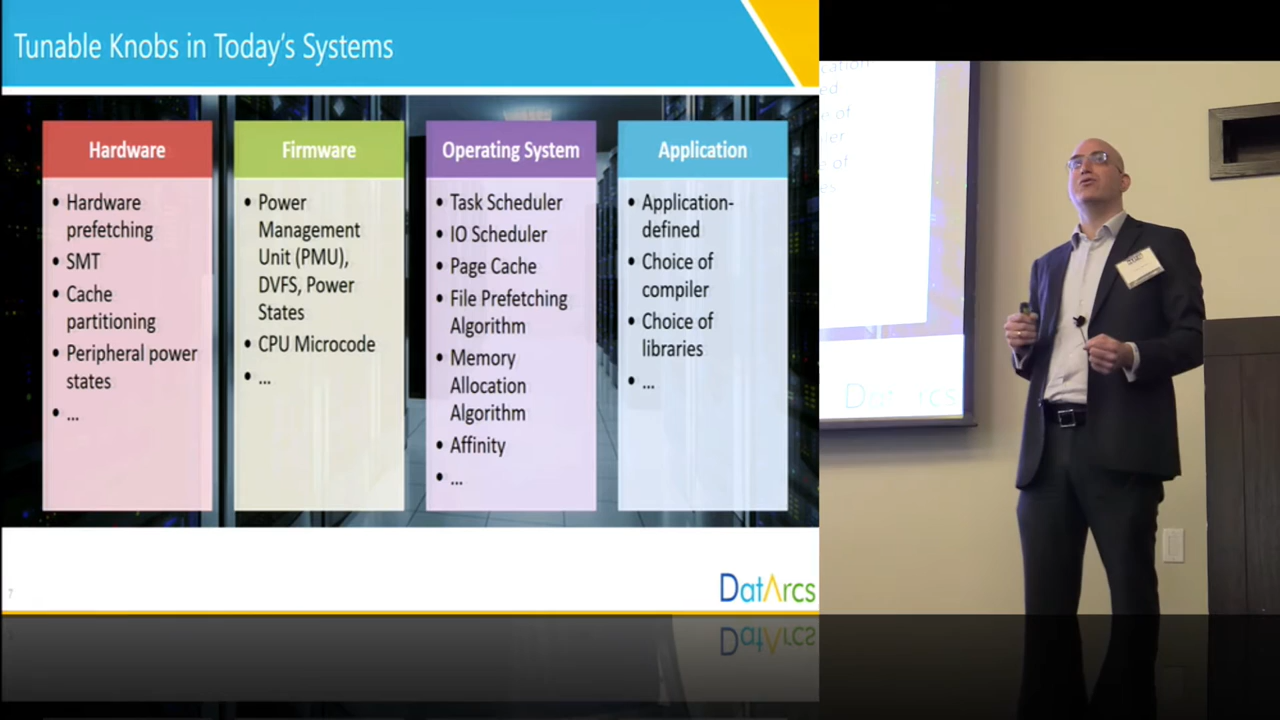 Tunable Knobs in Today's Systems
Hardware
• Hardware
prefetching
• SMT
• Cache
partitioning
• Peripheral power
states
• ...
Firmware
• Power
Management
Unit (PMU),
DVFS, Power
States
• CPU Microcode
• ...
Operating System
• Task Scheduler
• IO Scheduler
• Page Cache
• File Prefetching
Algorithm
• Memory
Allocation
Algorithm
• Affinity
• ...
Application
• Application-
defined
• Choice of
compiler
• Choice of
libraries
• ...
7
DatArcs
DatArcs